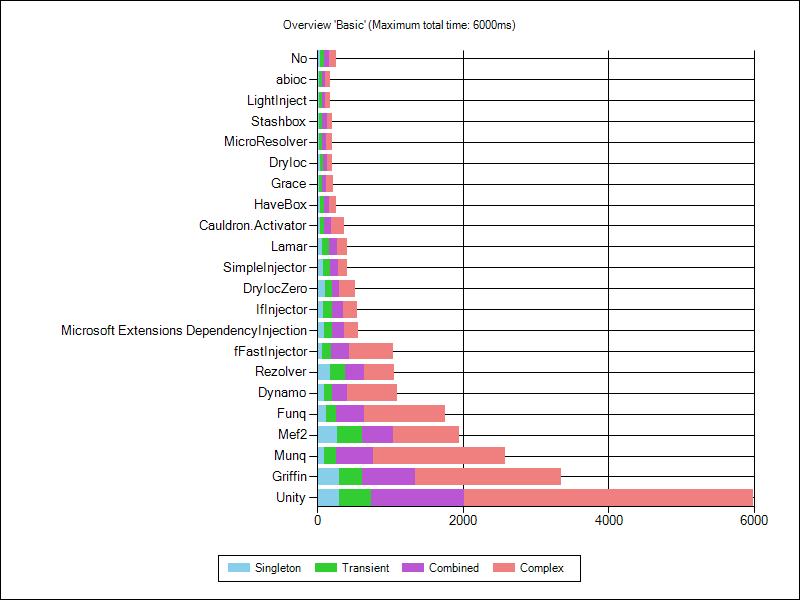 Overview 'Basic' (Maximum total time: 6000ms)
No
abioc
LightInject
Stashbox
MicroResolver
DryIoc
Grace
HaveBox
Cauldron.Activator
Lamar
SimpleInjector
DryIocZero
IfInjector
Microsoft Extensions DependencyInjection
fFastInjector
Rezolver
Dynamo
Funq
Mef2
Munq
Griffin
Unity
0 2000 4000 6000
Singleton Transient Combined Complex